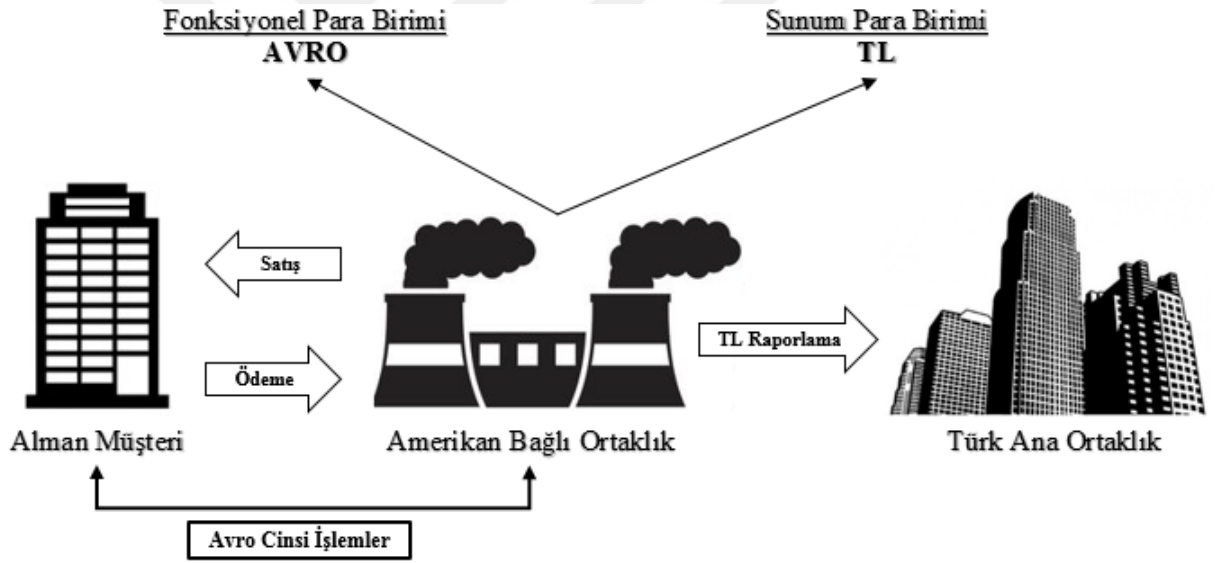 Fonksiyonel Para Birimi
AVRO
Sunum Para Birimi
TL
Satış
Ödeme
TL Raporlama
Alman Müşteri
Amerikan Bağlı Ortaklık
Türk Ana Ortaklık
Avro Cinsi İşlemler